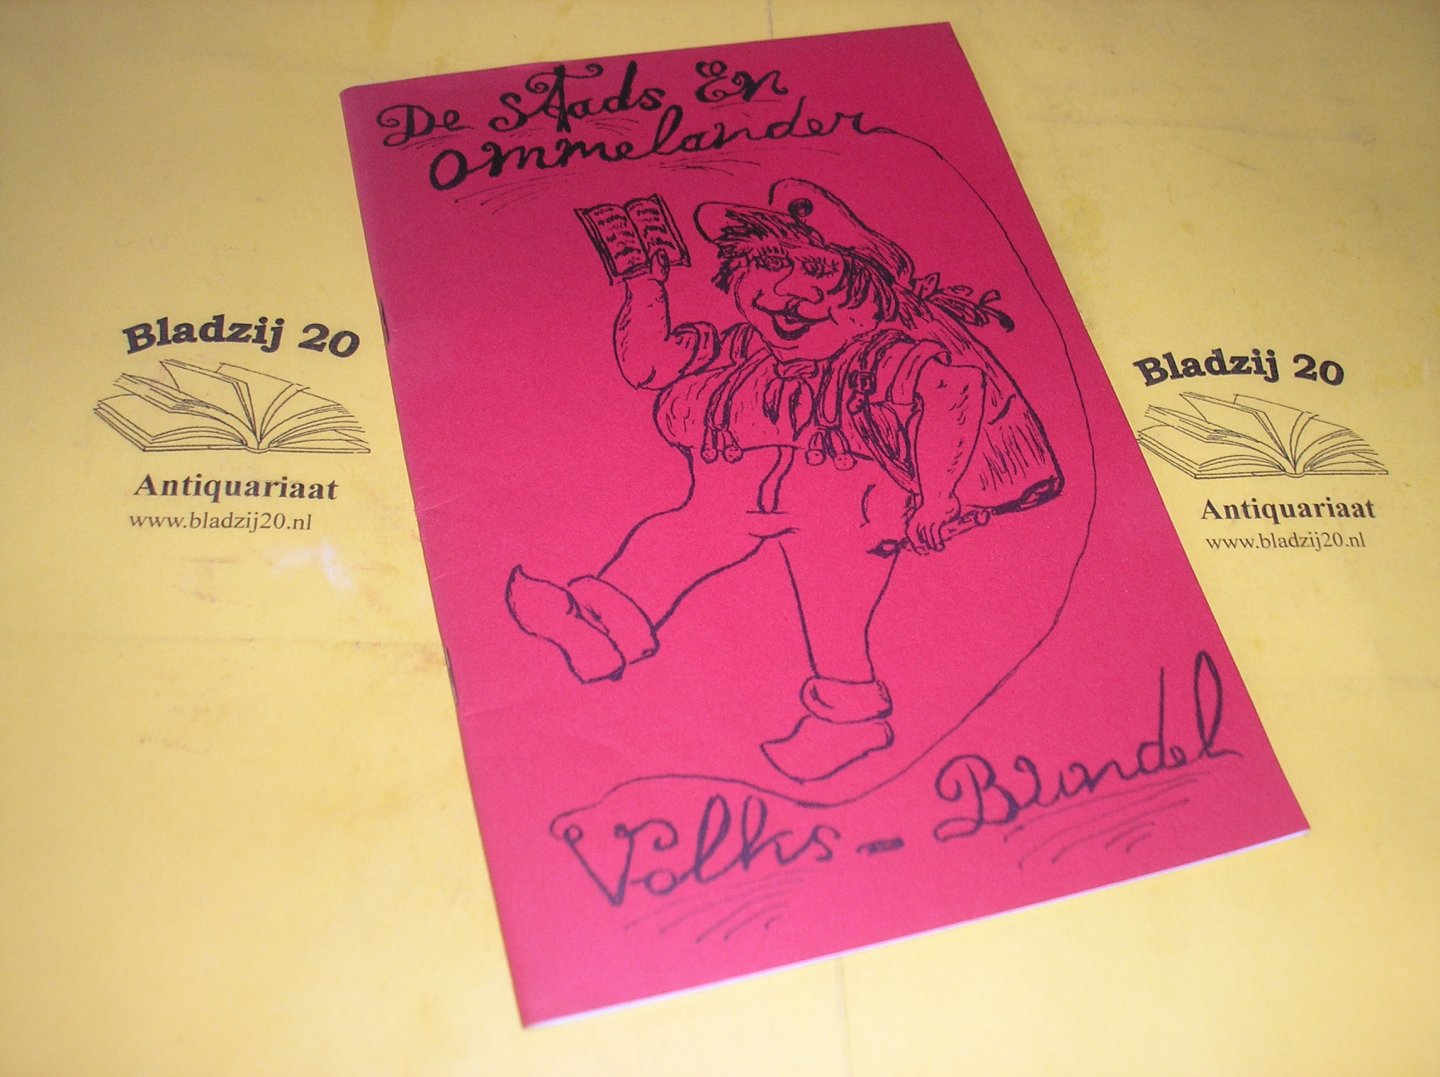 De Stads En
Ommelander
Volks - Bundel
Bladzij 20
Antiquariaat
www.bladzij20.nl
Bladzij 20
Antiquariaat
www.bladzij20.nl